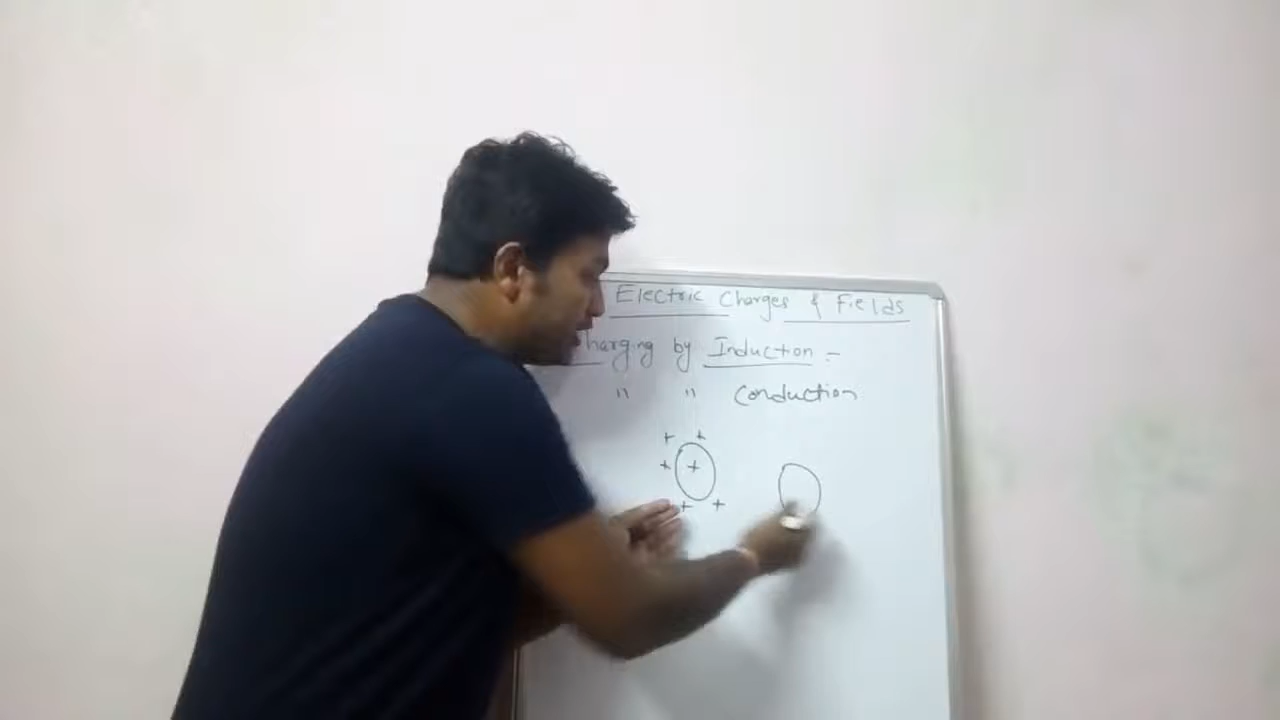 Electric Charges & Fields
harging by Induction :-
" " Conduction
+ +
+ +
+ +